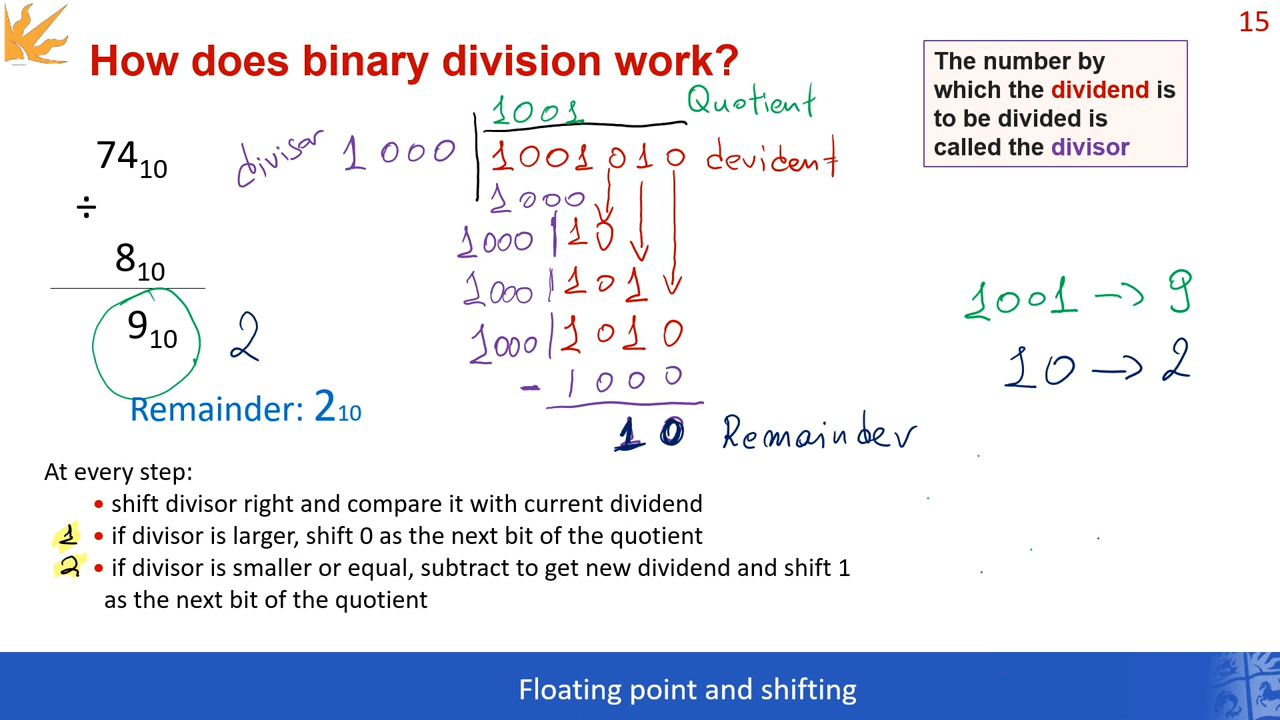 15
How does binary division work?
The number by
which the dividend is
to be divided is
called the divisor
7410
÷
810
910 2
Remainder: 210
1001 Quotient
divisor 1000 1001010 devident
1000
1000 | 10
1000 | 101
1000 | 1010
- 1000
10 Remainder
1001 -> 9
10 -> 2
At every step:
• shift divisor right and compare it with current dividend
1 • if divisor is larger, shift 0 as the next bit of the quotient
2 • if divisor is smaller or equal, subtract to get new dividend and shift 1
as the next bit of the quotient
Floating point and shifting